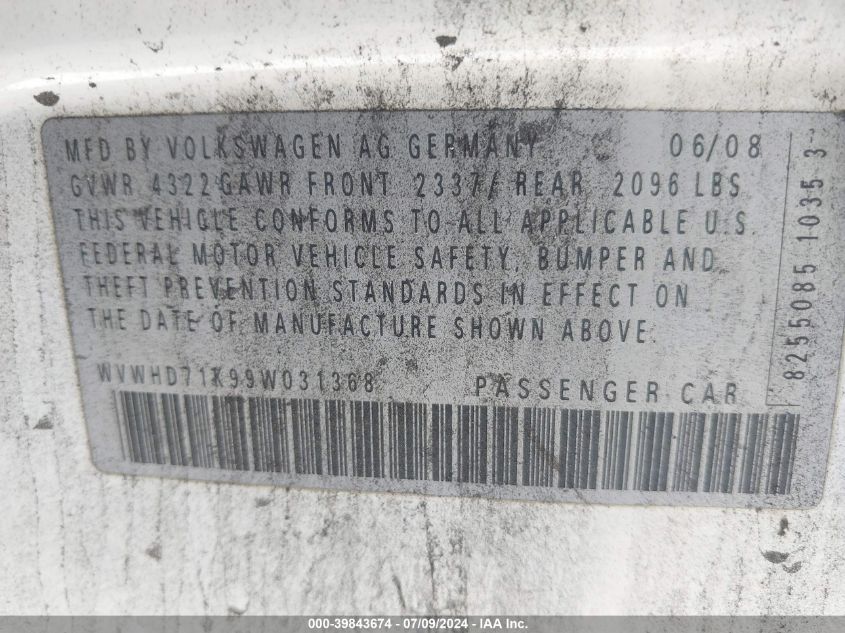 MFD BY VOLKSWAGEN AG GERMANY 06/08
GVWR 4322 GAWR FRONT 2337/ REAR 2096 LBS
THIS VEHICLE CONFORMS TO ALL APPLICABLE U.S.
FEDERAL MOTOR VEHICLE SAFETY, BUMPER AND
THEFT PREVENTION STANDARDS IN EFFECT ON
THE DATE OF MANUFACTURE SHOWN ABOVE.
WVWHD71K99W031368 PASSENGER CAR
8255085 1035 3
000-39843674 / 07/09/2024 / IAA Inc.